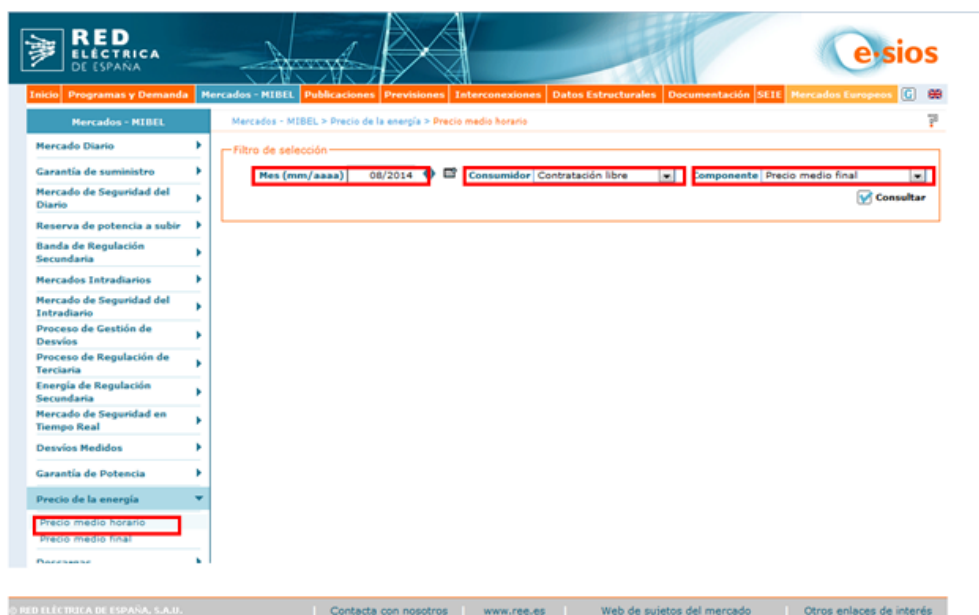 RED
ELÉCTRICA
DE ESPAÑA
e·sios
Inicio Programas y Demanda Mercados - MIBEL Publicaciones Previsiones Interconexiones Datos Estructurales Documentación SEIE Mercados Europeos
Mercados - MIBEL
Mercados - MIBEL > Precio de la energía > Precio medio horario
Mercado Diario
Garantía de suministro
Mercado de Seguridad del
Diario
Reserva de potencia a subir
Banda de Regulación
Secundaria
Mercados Intradiarios
Mercado de Seguridad del
Intradiario
Proceso de Gestión de
Desvíos
Proceso de Regulación de
Terciaria
Energía de Regulación
Secundaria
Mercado de Seguridad en
Tiempo Real
Desvíos Medidos
Garantía de Potencia
Precio de la energía
Precio medio horario
Precio medio final
Descargas
Filtro de selección
Mes (mm/aaaa) 08/2014 Consumidor Contratación libre Componente Precio medio final
Consultar
© RED ELÉCTRICA DE ESPAÑA, S.A.U. | Contacta con nosotros | www.ree.es | Web de sujetos del mercado | Otros enlaces de interés